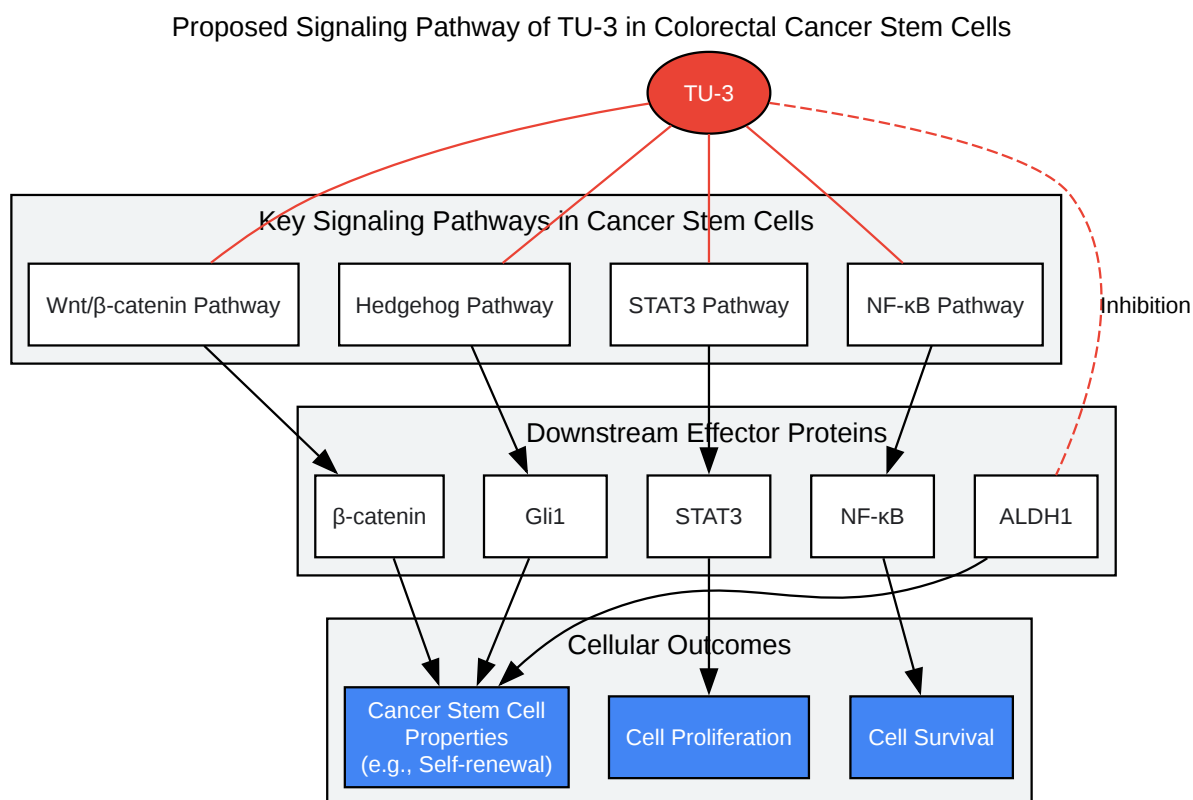 Proposed Signaling Pathway of TU-3 in Colorectal Cancer Stem Cells
TU-3
Key Signaling Pathways in Cancer Stem Cells
Wnt/β-catenin Pathway
Hedgehog Pathway
STAT3 Pathway
NF-κB Pathway
Inhibition
Downstream Effector Proteins
β-catenin
Gli1
STAT3
NF-κB
ALDH1
Cellular Outcomes
Cancer Stem Cell
Properties
(e.g., Self-renewal)
Cell Proliferation
Cell Survival